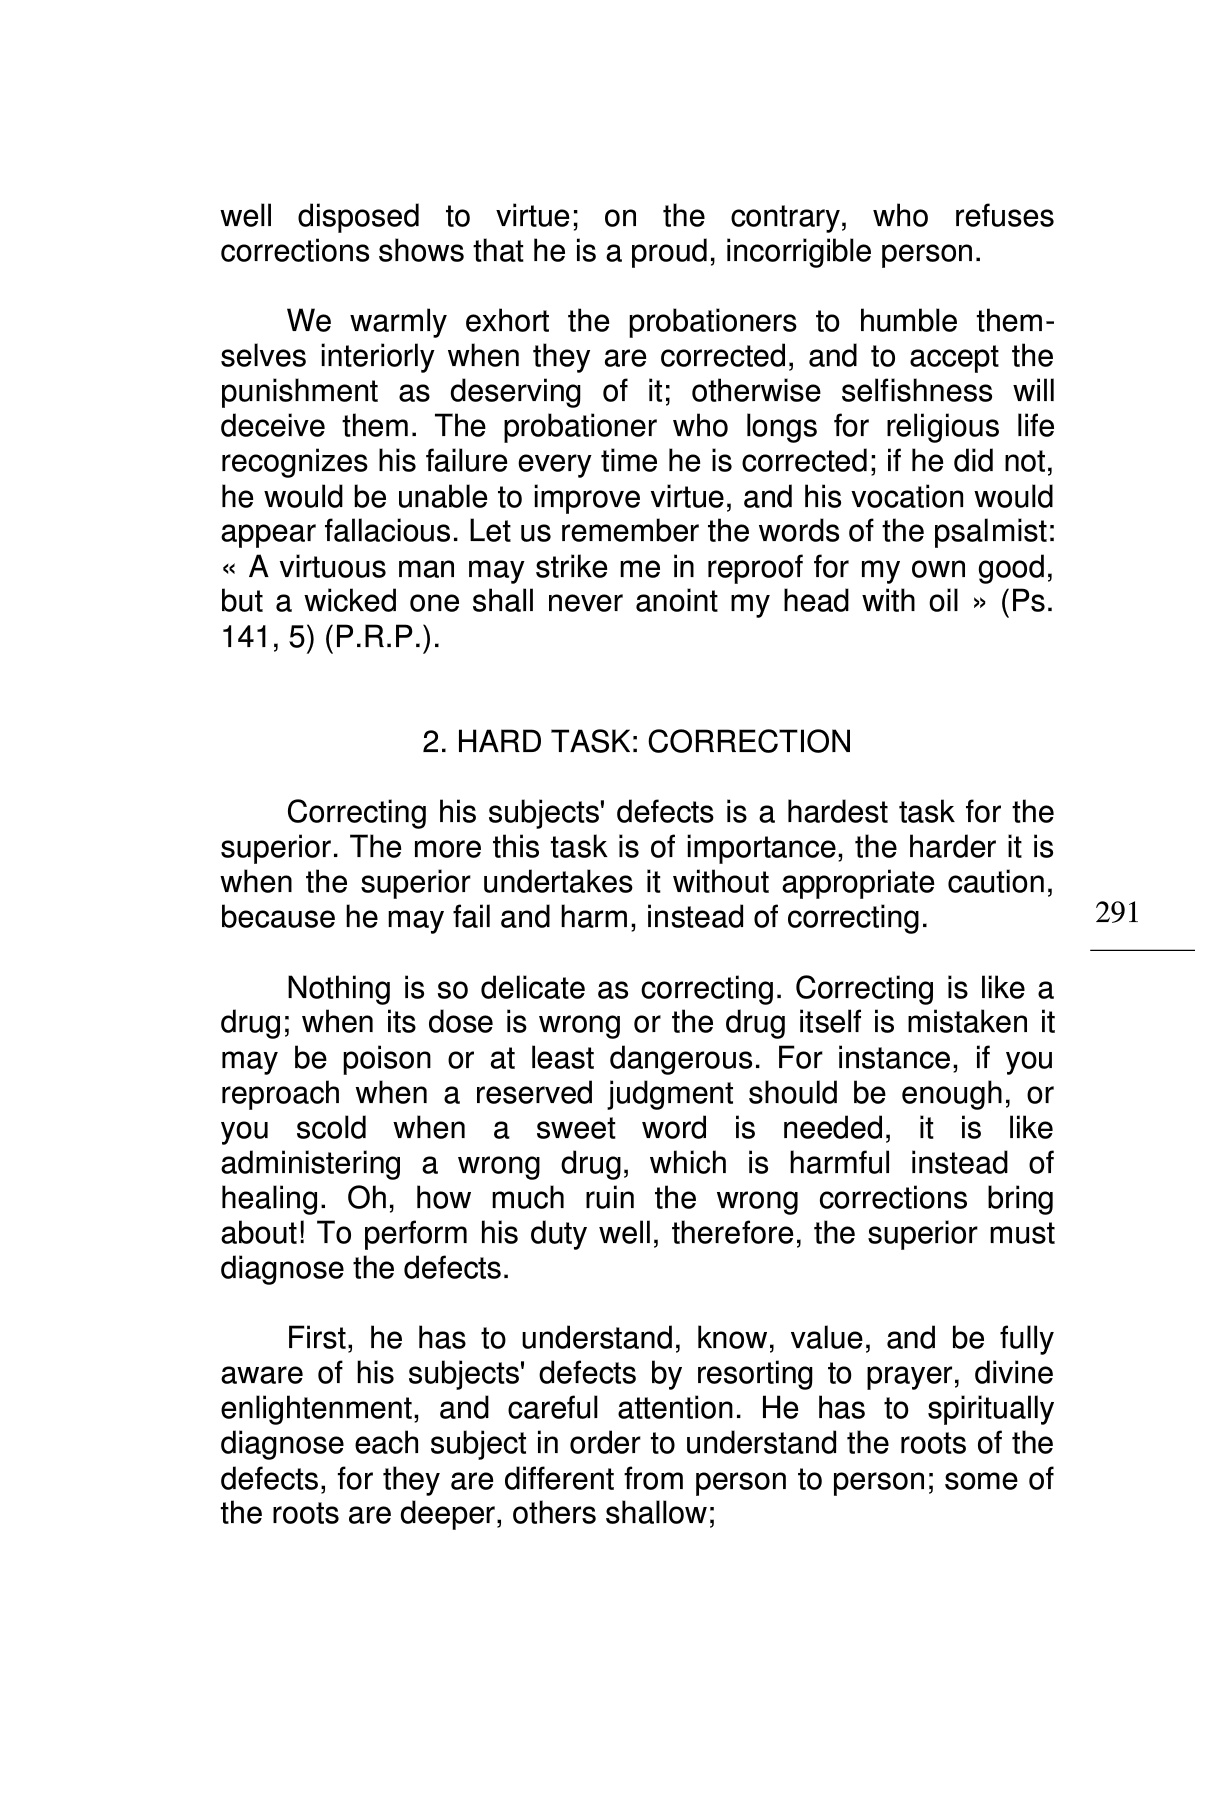 well disposed to virtue; on the contrary, who refuses
corrections shows that he is a proud, incorrigible person.
We warmly exhort the probationers to humble them-
selves interiorly when they are corrected, and to accept the
punishment as deserving of it; otherwise selfishness will
deceive them. The probationer who longs for religious life
recognizes his failure every time he is corrected; if he did not,
he would be unable to improve virtue, and his vocation would
appear fallacious. Let us remember the words of the psalmist:
« A virtuous man may strike me in reproof for my own good,
but a wicked one shall never anoint my head with oil » (Ps.
141, 5) (P.R.P.).
2. HARD TASK: CORRECTION
Correcting his subjects' defects is a hardest task for the
superior. The more this task is of importance, the harder it is
when the superior undertakes it without appropriate caution,
because he may fail and harm, instead of correcting.
291
Nothing is so delicate as correcting. Correcting is like a
drug; when its dose is wrong or the drug itself is mistaken it
may be poison or at least dangerous. For instance, if you
reproach when a reserved judgment should be enough, or
you scold when a sweet word is needed, it is like
administering a wrong drug, which is harmful instead of
healing. Oh, how much ruin the wrong corrections bring
about! To perform his duty well, therefore, the superior must
diagnose the defects.
First, he has to understand, know, value, and be fully
aware of his subjects' defects by resorting to prayer, divine
enlightenment, and careful attention. He has to spiritually
diagnose each subject in order to understand the roots of the
defects, for they are different from person to person; some of
the roots are deeper, others shallow;